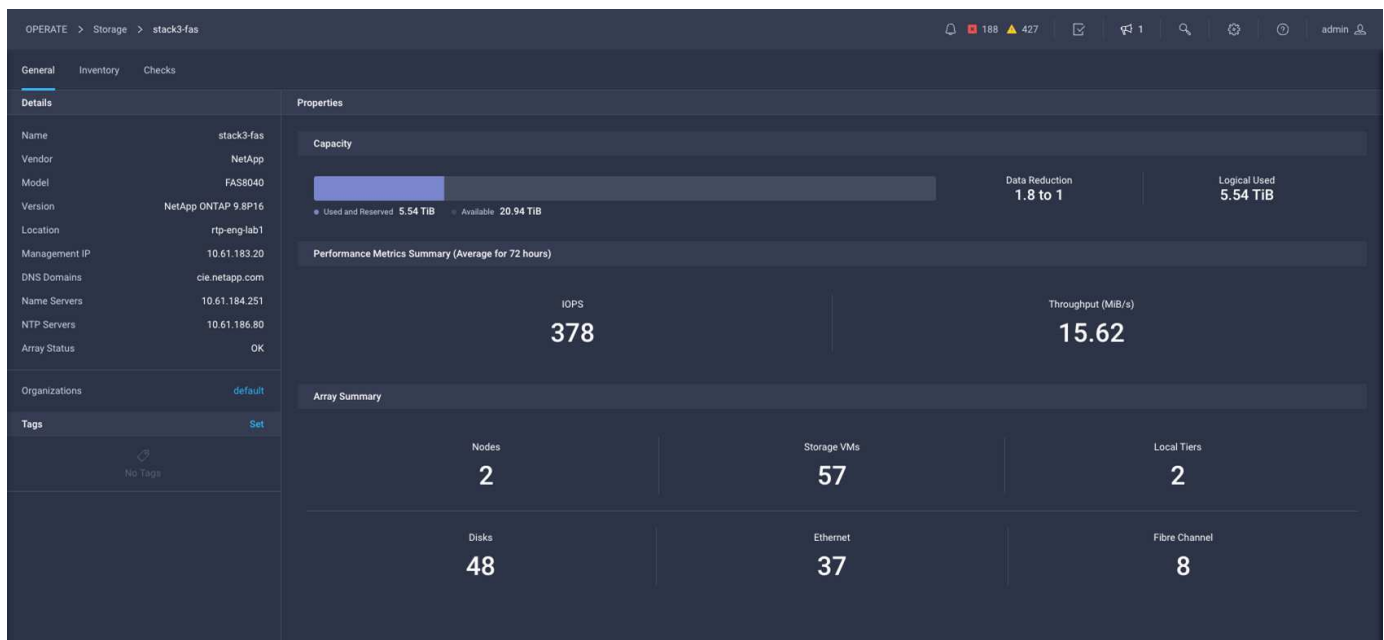 OPERATE > Storage > stack3-fas 188 427 1 admin
General Inventory Checks
Details
Name stack3-fas
Vendor NetApp
Model FAS8040
Version NetApp ONTAP 9.8P16
Location rtp-eng-lab1
Management IP 10.61.183.20
DNS Domains cie.netapp.com
Name Servers 10.61.184.251
NTP Servers 10.61.186.80
Array Status OK
Organizations default
Tags Set
No Tags
Properties
Capacity
Used and Reserved 5.54 TiB Available 20.94 TiB
Data Reduction
1.8 to 1
Logical Used
5.54 TiB
Performance Metrics Summary (Average for 72 hours)
IOPS
378
Throughput (MiB/s)
15.62
Array Summary
Nodes
2
Storage VMs
57
Local Tiers
2
Disks
48
Ethernet
37
Fibre Channel
8